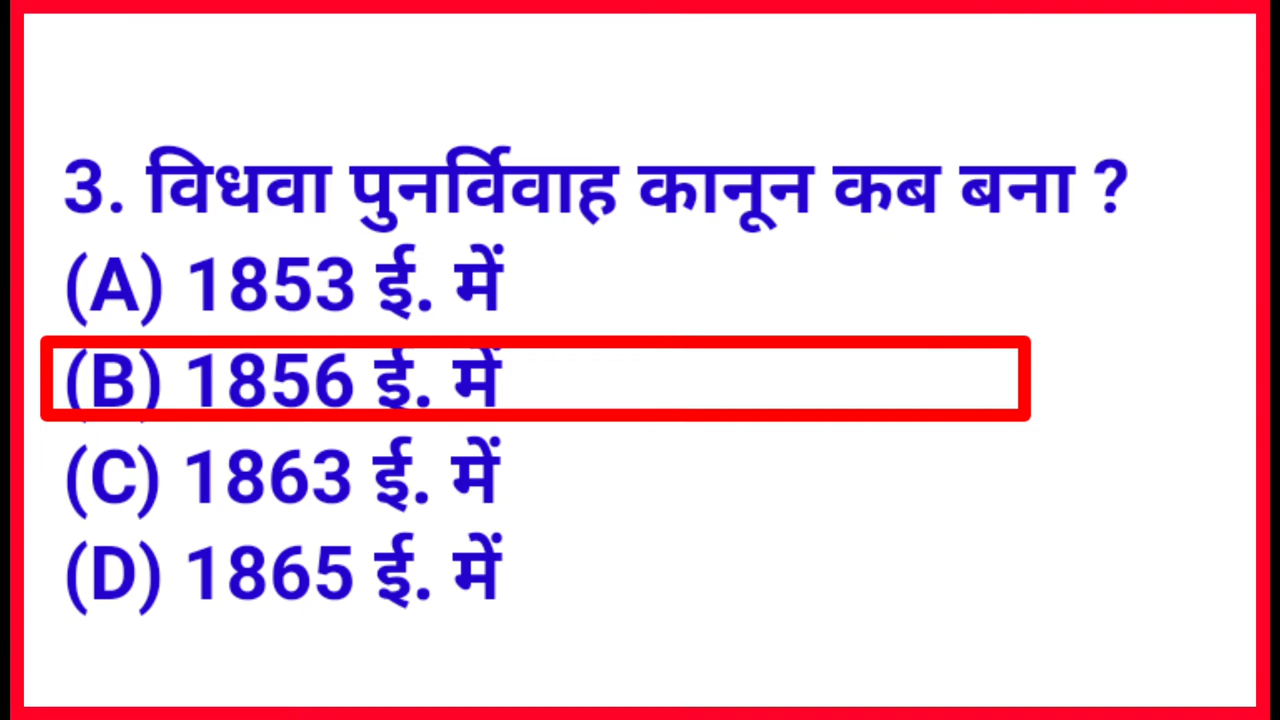 3. विधवा पुनर्विवाह कानून कब बना ?
(A) 1853 ई. में
(B) 1856 ई. में
(C) 1863 ई. में
(D) 1865 ई. में